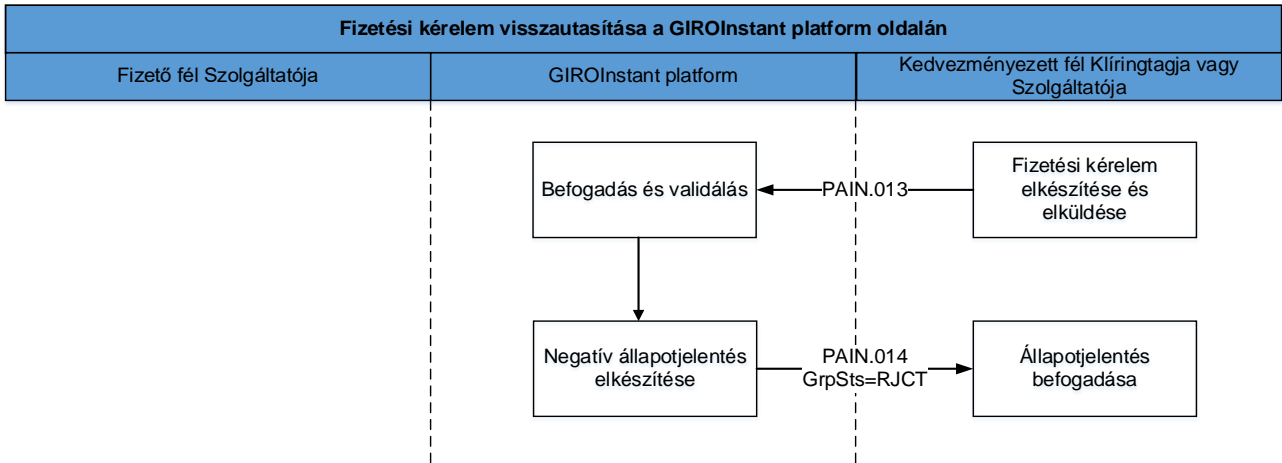 Fizetési kérelem visszautasítása a GIROInstant platform oldalán
Fizető fél Szolgáltatója
GIROInstant platform
Kedvezményezett fél Klíringtagja vagy
Szolgáltatója
Befogadás és validálás
PAIN.013
Fizetési kérelem
elkészítése és
elküldése
Negatív állapotjelentés
elkészítése
PAIN.014
GrpSts=RJCT
Állapotjelentés
befogadása